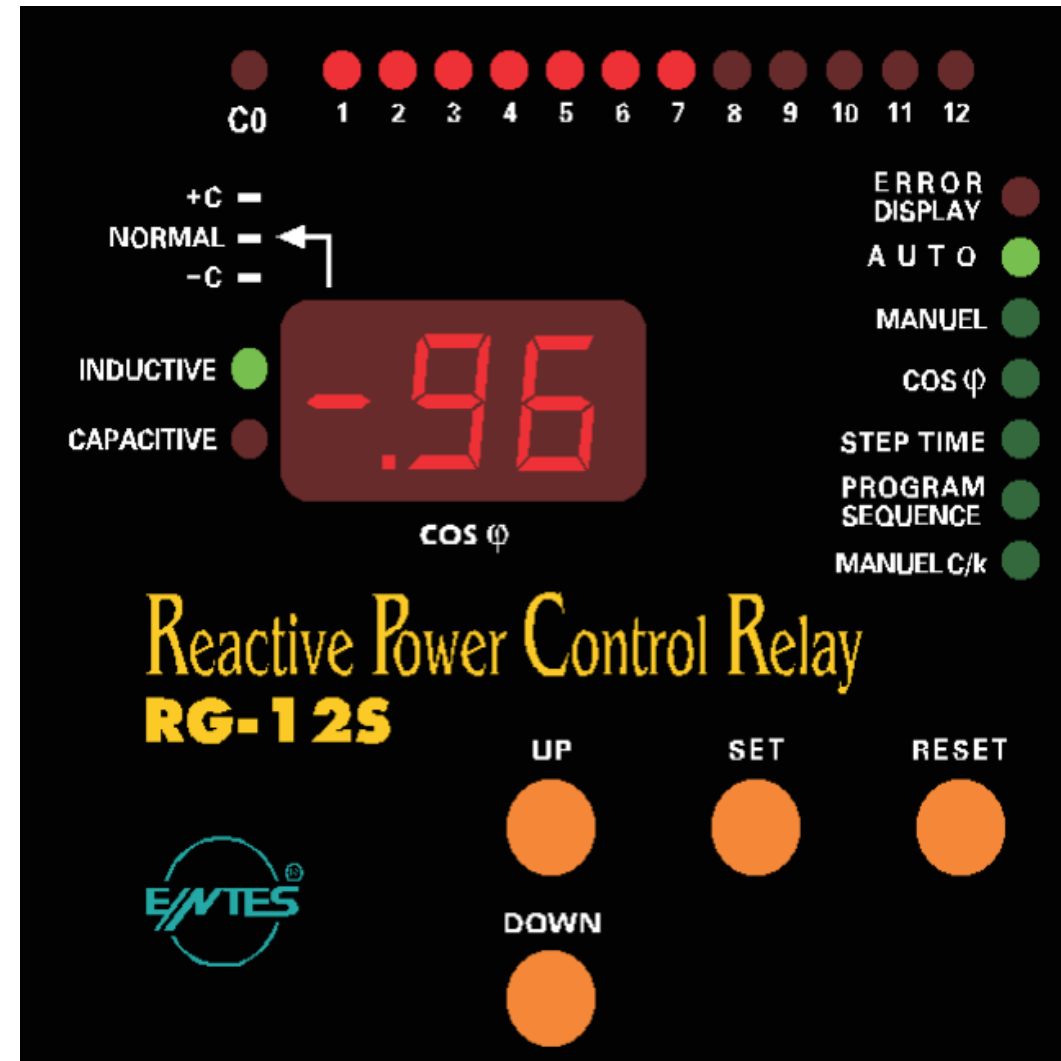 C0 1 2 3 4 5 6 7 8 9 10 11 12
+C
NORMAL
-C
INDUCTIVE
CAPACITIVE
-.96
COS φ
ERROR
DISPLAY
AUTO
MANUEL
COS φ
STEP TIME
PROGRAM
SEQUENCE
MANUEL C/k
Reactive Power Control Relay
RG-12S
UP
SET
RESET
DOWN
ENTES®